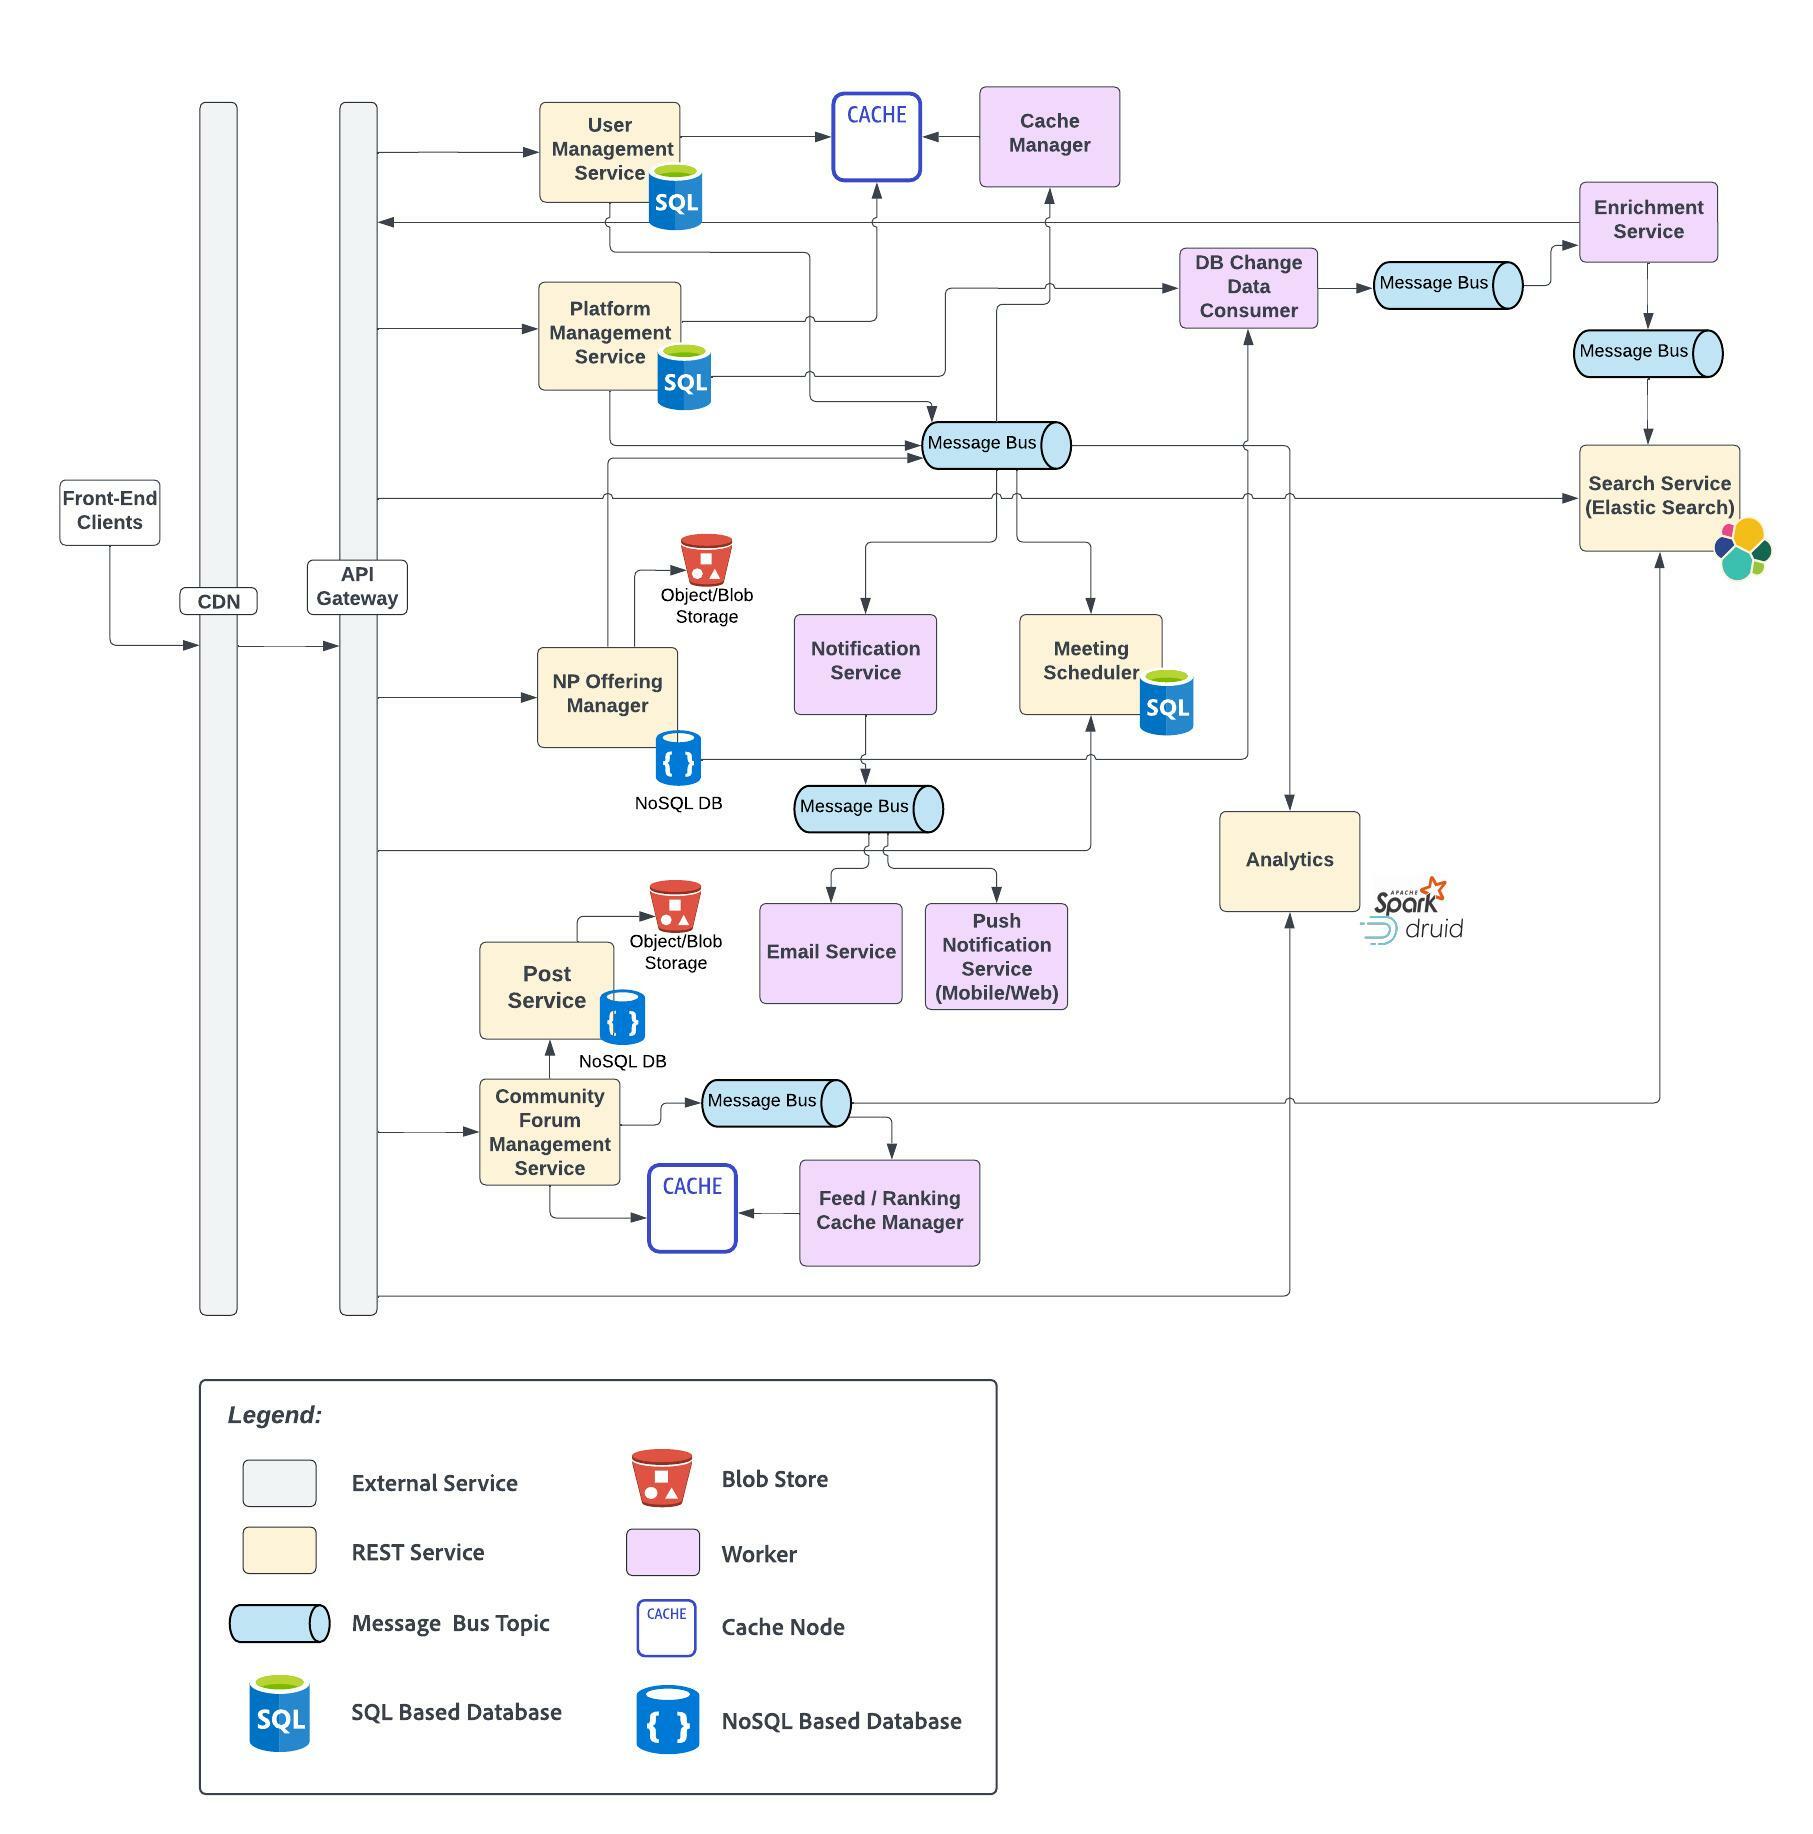 User
Management
Service
SQL
CACHE
Cache
Manager
Enrichment
Service
DB Change
Data
Consumer
Message Bus
Platform
Management
Service
SQL
Message Bus
Message Bus
Front-End
Clients
CDN
API
Gateway
Search Service
(Elastic Search)
Object/Blob
Storage
NP Offering
Manager
{ }
NoSQL DB
Notification
Service
Meeting
Scheduler
SQL
Message Bus
Analytics
APACHE
Spark
druid
Object/Blob
Storage
Post
Service
{ }
NoSQL DB
Email Service
Push
Notification
Service
(Mobile/Web)
Community
Forum
Management
Service
Message Bus
CACHE
Feed / Ranking
Cache Manager
Legend:
External Service
Blob Store
REST Service
Worker
Message Bus Topic
CACHE
Cache Node
SQL
SQL Based Database
{ }
NoSQL Based Database